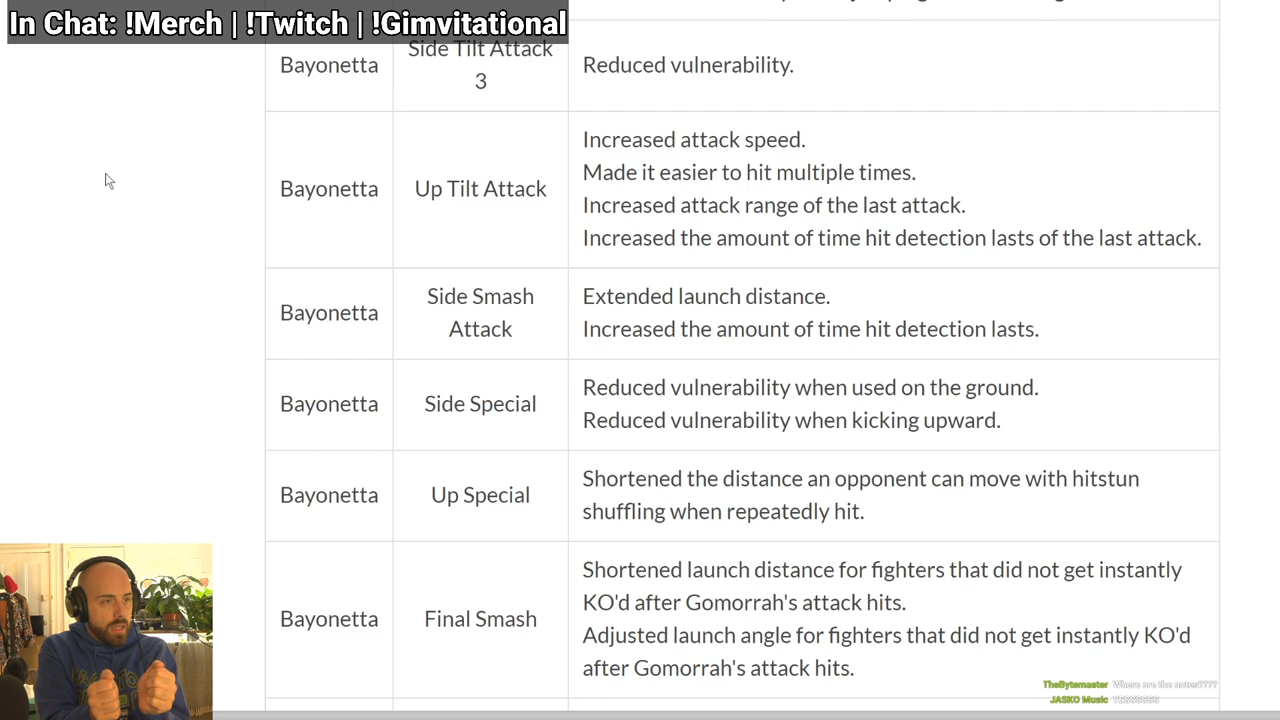 In Chat: !Merch | !Twitch | !Gimvitational
Bayonetta
Side Tilt Attack
3
Reduced vulnerability.
Bayonetta
Up Tilt Attack
Increased attack speed.
Made it easier to hit multiple times.
Increased attack range of the last attack.
Increased the amount of time hit detection lasts of the last attack.
Bayonetta
Side Smash
Attack
Extended launch distance.
Increased the amount of time hit detection lasts.
Bayonetta
Side Special
Reduced vulnerability when used on the ground.
Reduced vulnerability when kicking upward.
Bayonetta
Up Special
Shortened the distance an opponent can move with hitstun
shuffling when repeatedly hit.
Bayonetta
Final Smash
Shortened launch distance for fighters that did not get instantly
KO'd after Gomorrah's attack hits.
Adjusted launch angle for fighters that did not get instantly KO'd
after Gomorrah's attack hits.
TheBytemaster Where are the notes????
JASKO Music YESSSSSS